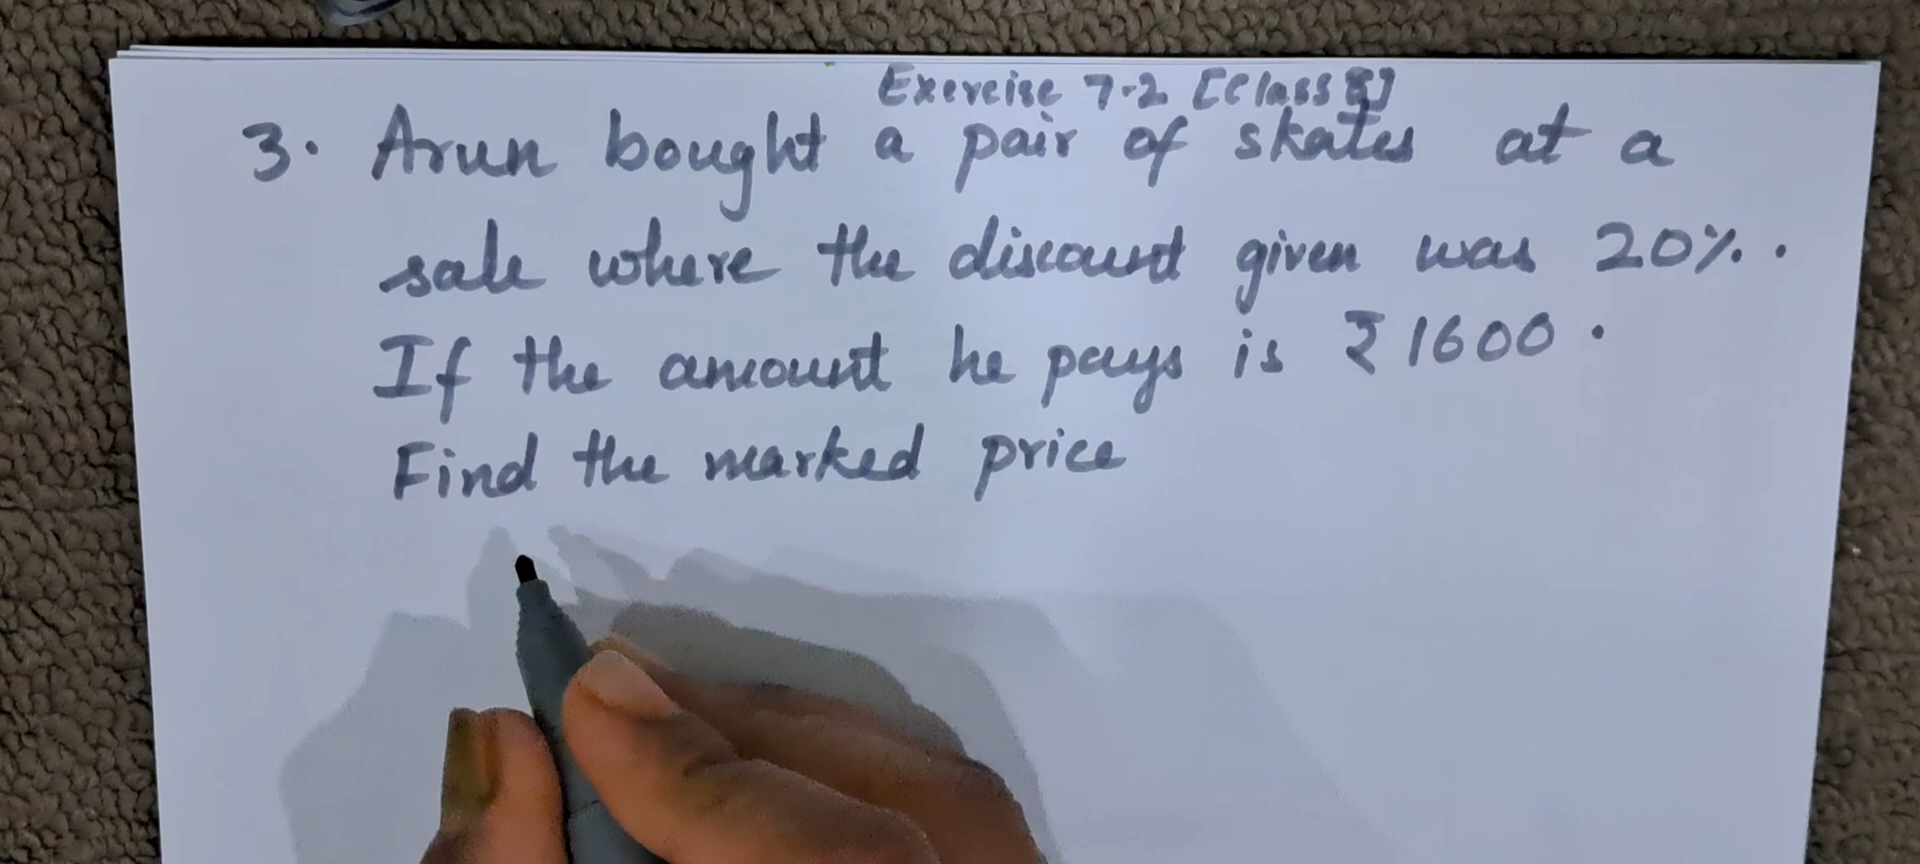 Exercise 7.2 [Class 8]
3. Arun bought a pair of skates at a
sale where the discount given was 20%.
If the amount he pays is ₹1600.
Find the marked price